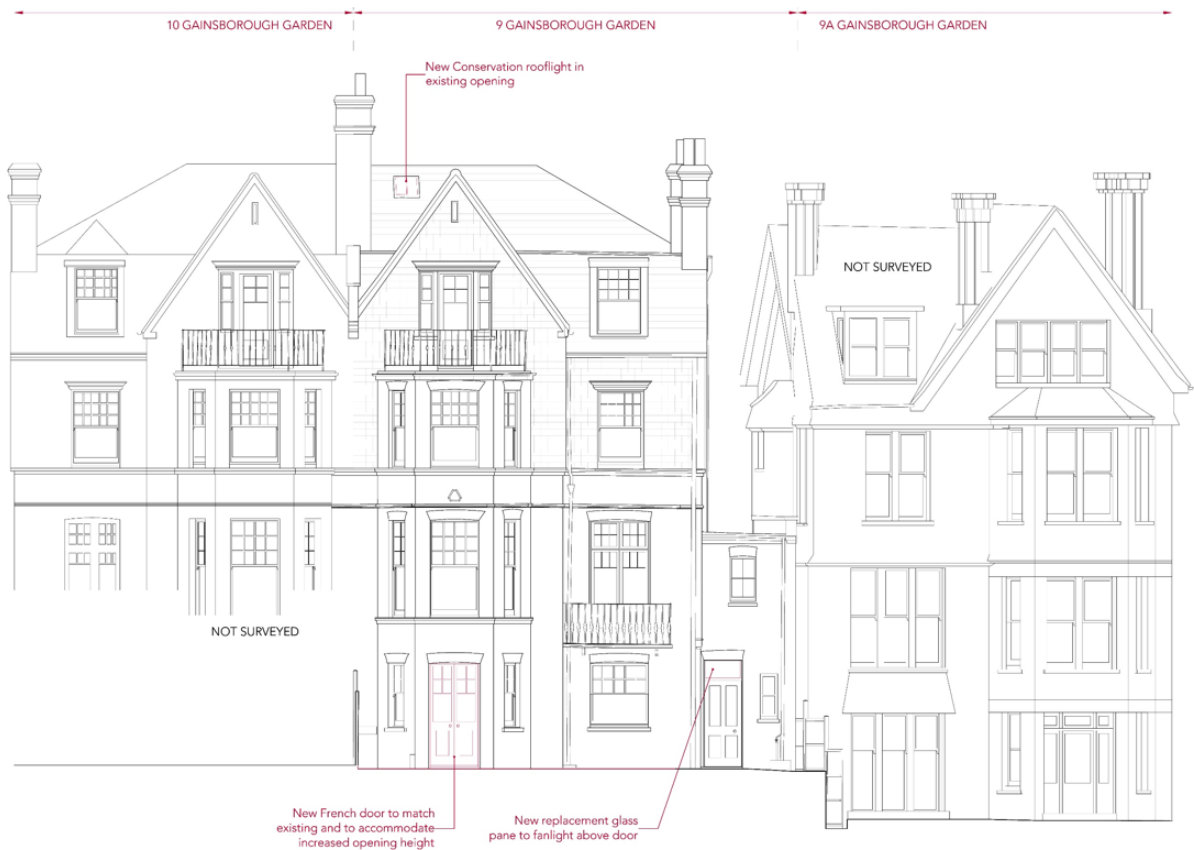 10 GAINSBOROUGH GARDEN
9 GAINSBOROUGH GARDEN
9A GAINSBOROUGH GARDEN
New Conservation rooflight in
existing opening
NOT SURVEYED
NOT SURVEYED
New French door to match
existing and to accommodate
increased opening height
New replacement glass
pane to fanlight above door